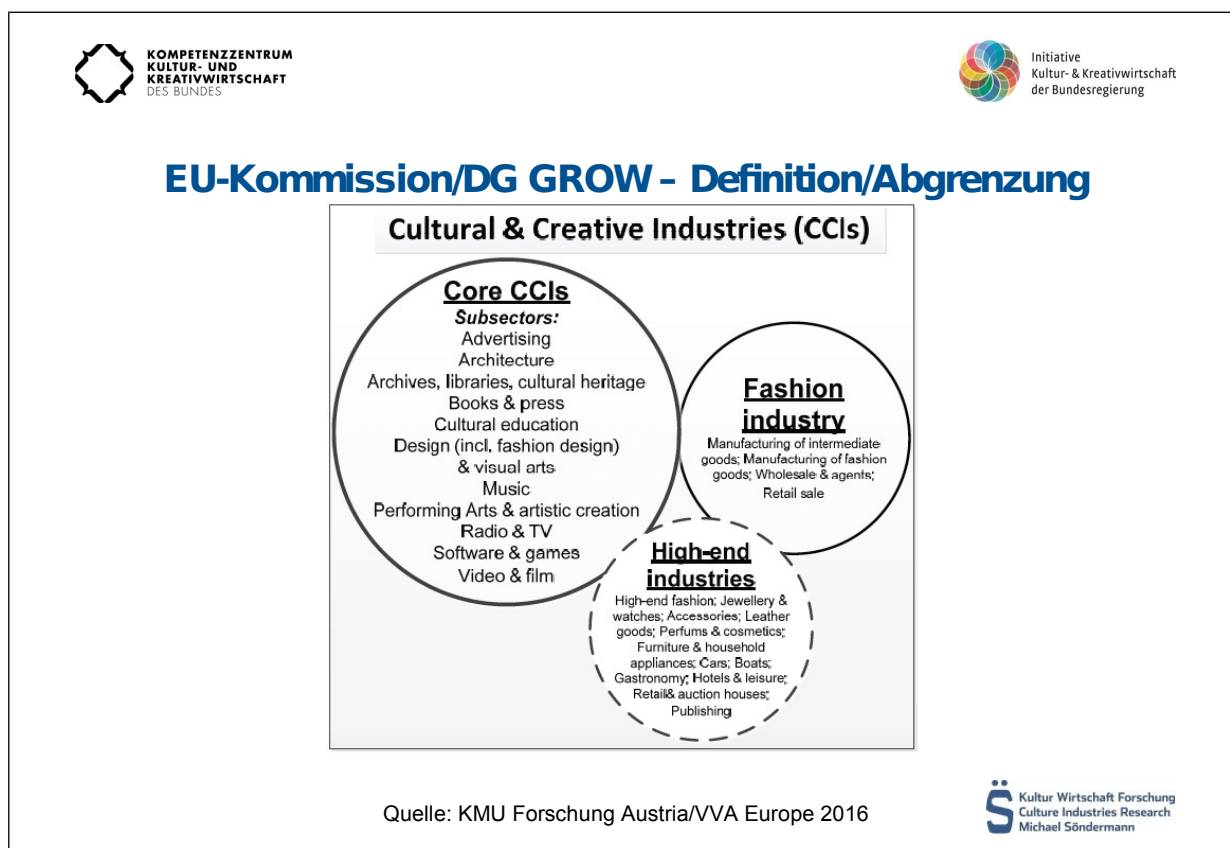 KOMPETENZZENTRUM
KULTUR- UND
KREATIVWIRTSCHAFT
DES BUNDES
Initiative
Kultur- & Kreativwirtschaft
der Bundesregierung
EU-Kommission/DG GROW – Definition/Abgrenzung
Cultural & Creative Industries (CCIs)
Core CCIs
Subsectors:
Advertising
Architecture
Archives, libraries, cultural heritage
Books & press
Cultural education
Design (incl. fashion design)
& visual arts
Music
Performing Arts & artistic creation
Radio & TV
Software & games
Video & film
Fashion
industry
Manufacturing of intermediate
goods; Manufacturing of fashion
goods; Wholesale & agents;
Retail sale
High-end
industries
High-end fashion; Jewellery &
watches; Accessories; Leather
goods; Perfums & cosmetics;
Furniture & household
appliances; Cars; Boats;
Gastronomy; Hotels & leisure;
Retail& auction houses;
Publishing
Quelle: KMU Forschung Austria/VVA Europe 2016
Kultur Wirtschaft Forschung
Culture Industries Research
Michael Söndermann